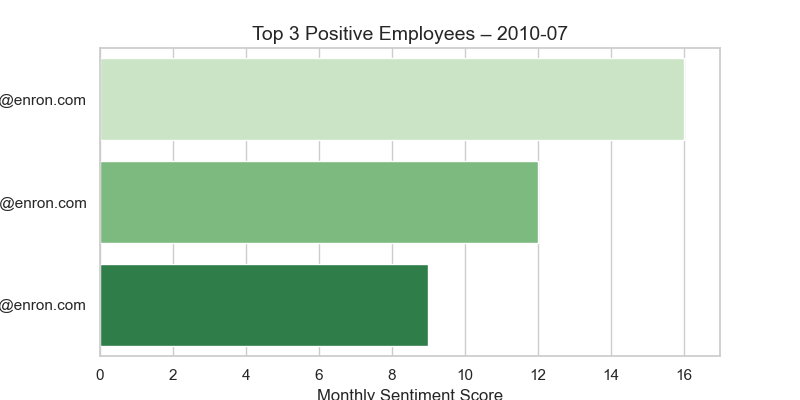 Top 3 Positive Employees – 2010-07
@enron.com
@enron.com
@enron.com
0 2 4 6 8 10 12 14 16
Monthly Sentiment Score